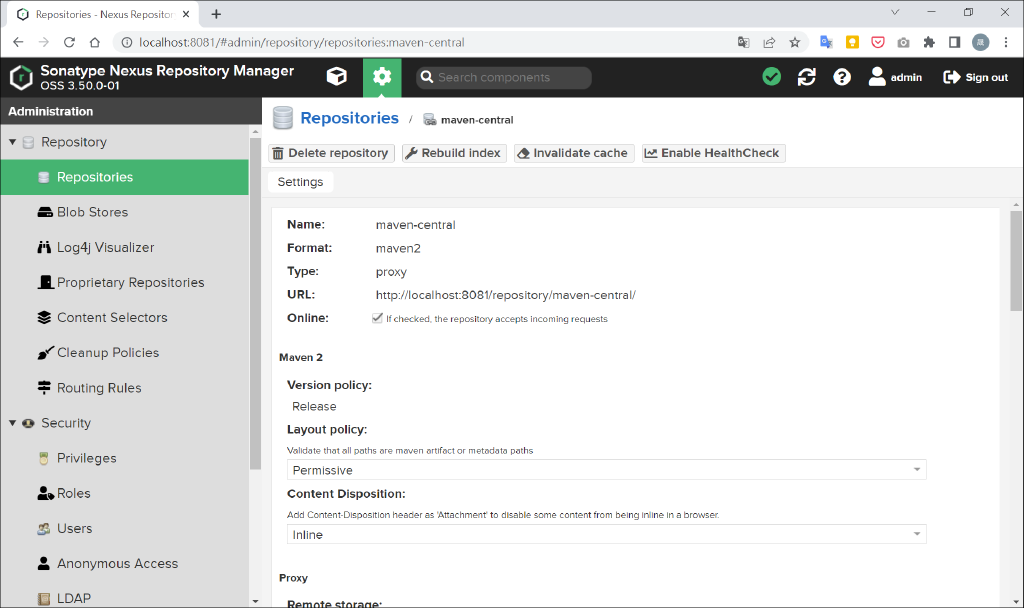 Repositories - Nexus Repositor
localhost:8081/#admin/repository/repositories:maven-central
Sonatype Nexus Repository Manager
OSS 3.50.0-01
Search components
admin
Sign out
Administration
Repository
Repositories
Blob Stores
Log4j Visualizer
Proprietary Repositories
Content Selectors
Cleanup Policies
Routing Rules
Security
Privileges
Roles
Users
Anonymous Access
LDAP
Repositories / maven-central
Delete repository
Rebuild index
Invalidate cache
Enable HealthCheck
Settings
Name: maven-central
Format: maven2
Type: proxy
URL: http://localhost:8081/repository/maven-central/
Online: If checked, the repository accepts incoming requests
Maven 2
Version policy:
Release
Layout policy:
Validate that all paths are maven artifact or metadata paths
Permissive
Content Disposition:
Add Content-Disposition header as 'Attachment' to disable some content from being inline in a browser.
Inline
Proxy
Remote storage: